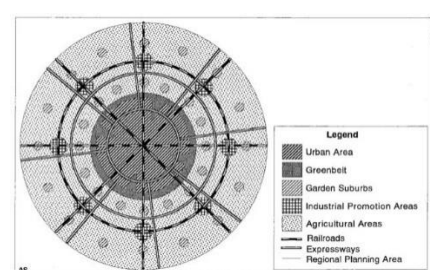 Legend
Urban Area
Greenbelt
Garden Suburbs
Industrial Promotion Areas
Agricultural Areas
Railroads
Expressways
Regional Planning Area